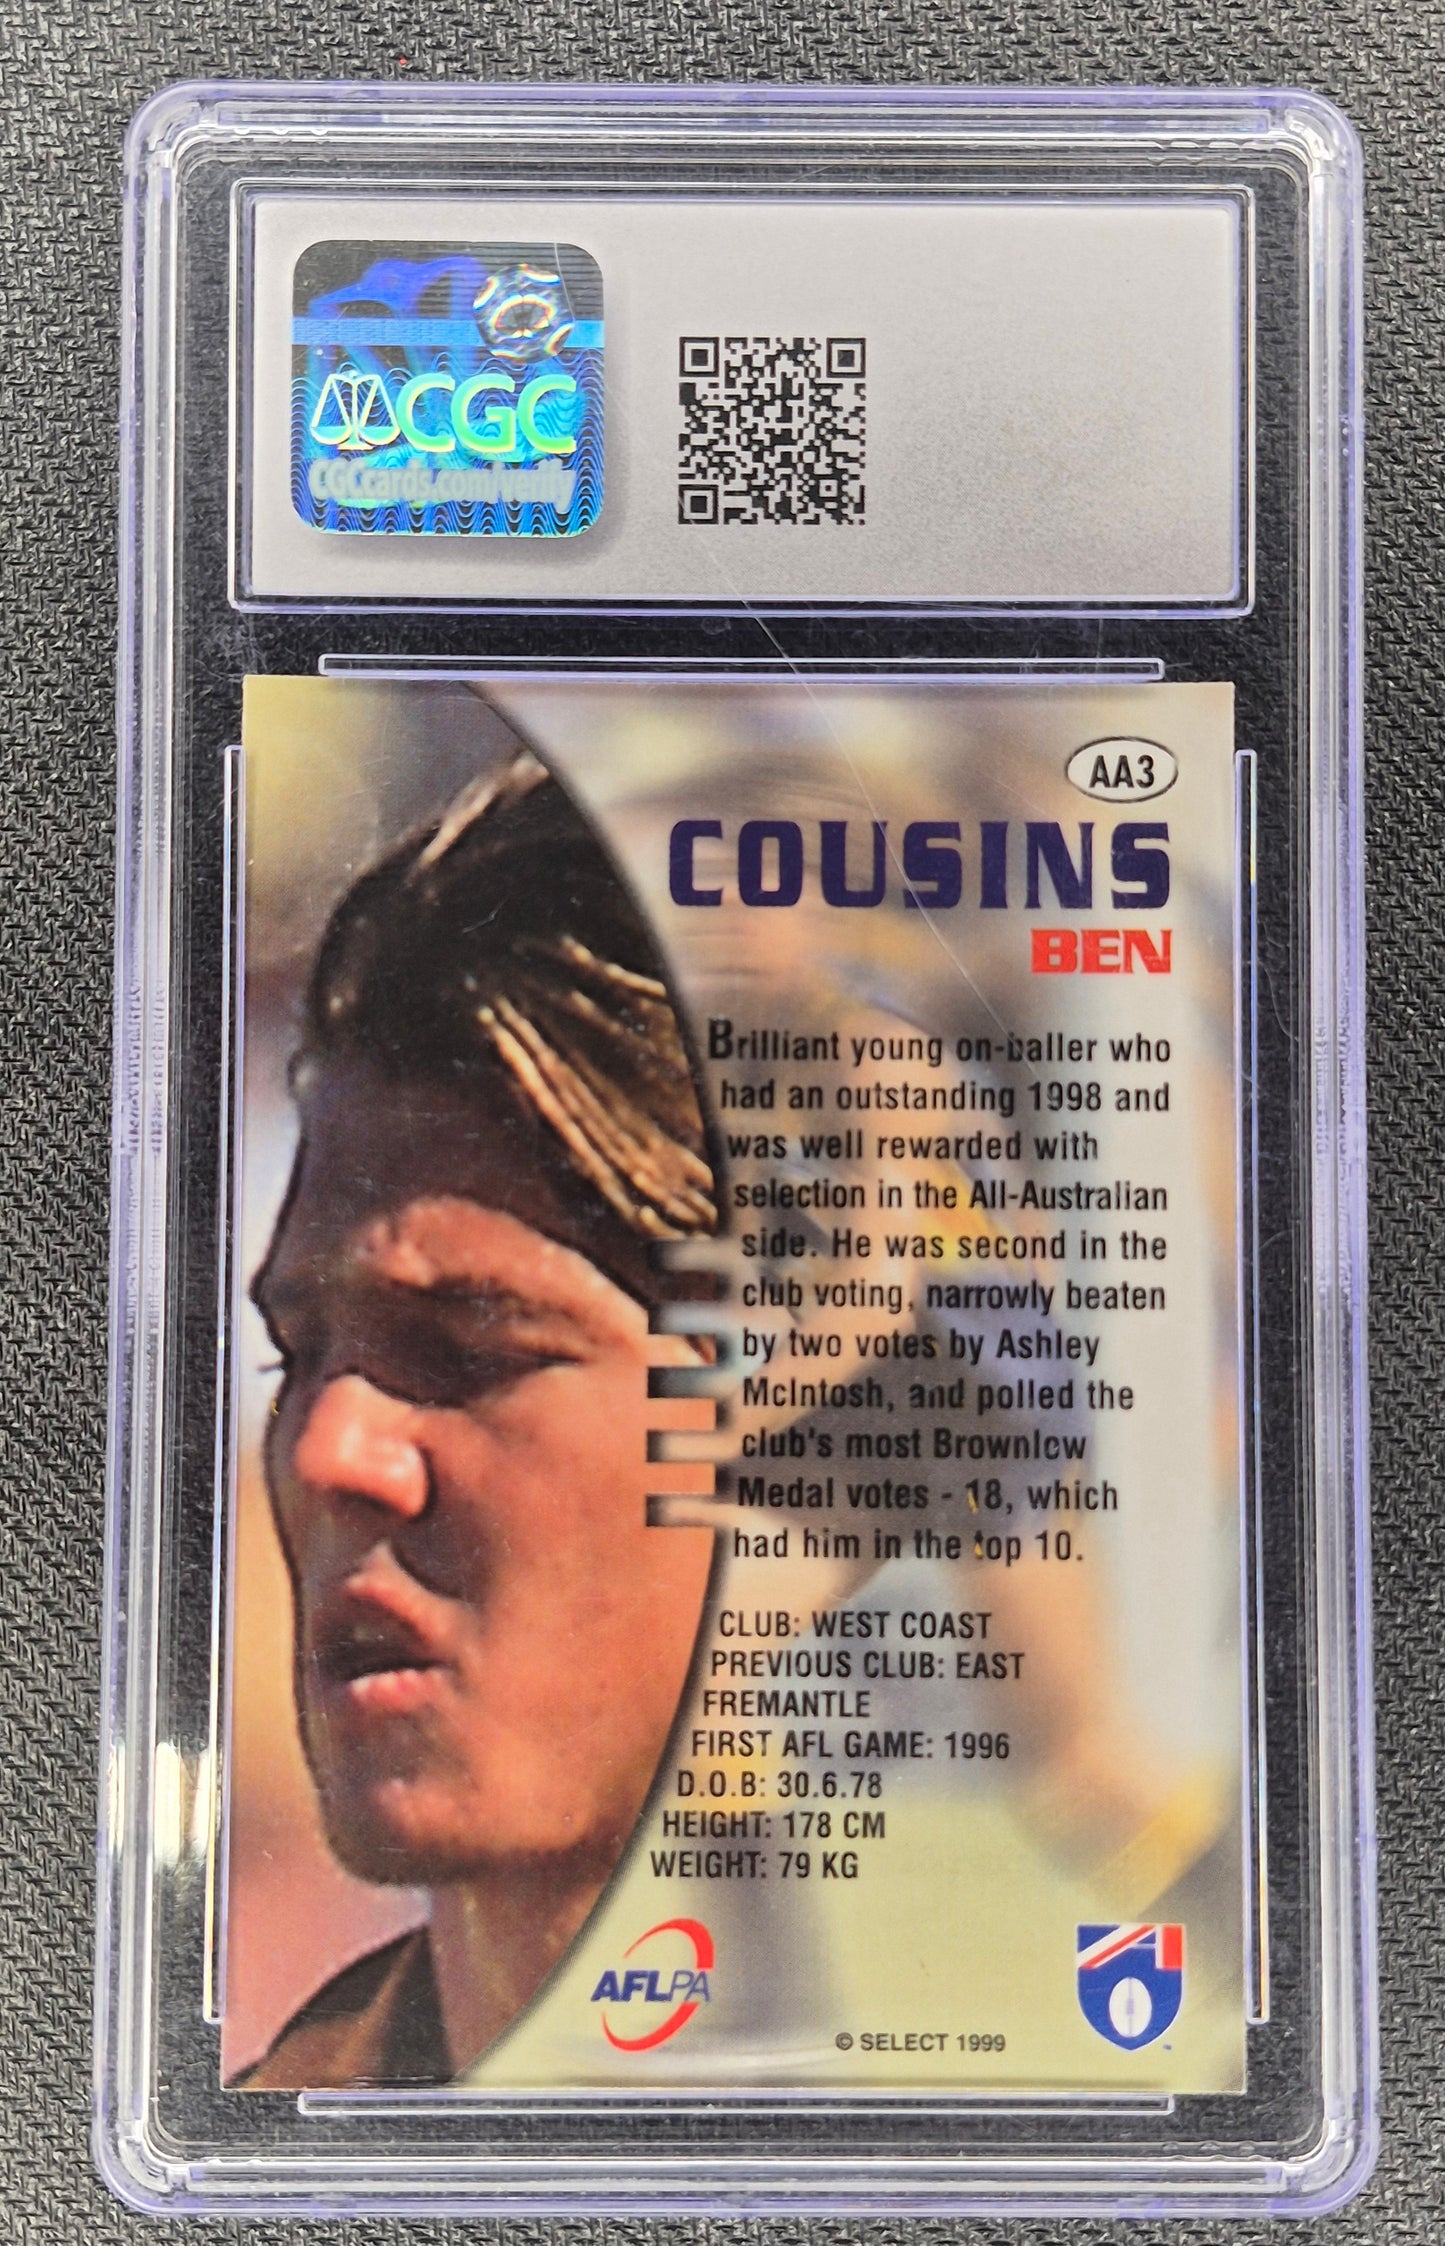 CGC
CGCcards.com/verify
AA3
COUSINS
BEN
Brilliant young on-baller who
had an outstanding 1998 and
was well rewarded with
selection in the All-Australian
side. He was second in the
club voting, narrowly beaten
by two votes by Ashley
McIntosh, and polled the
club's most Brownlow
Medal votes - 18, which
had him in the top 10.
CLUB: WEST COAST
PREVIOUS CLUB: EAST
FREMANTLE
FIRST AFL GAME: 1996
D.O.B: 30.6.78
HEIGHT: 178 CM
WEIGHT: 79 KG
AFLPA
© SELECT 1999